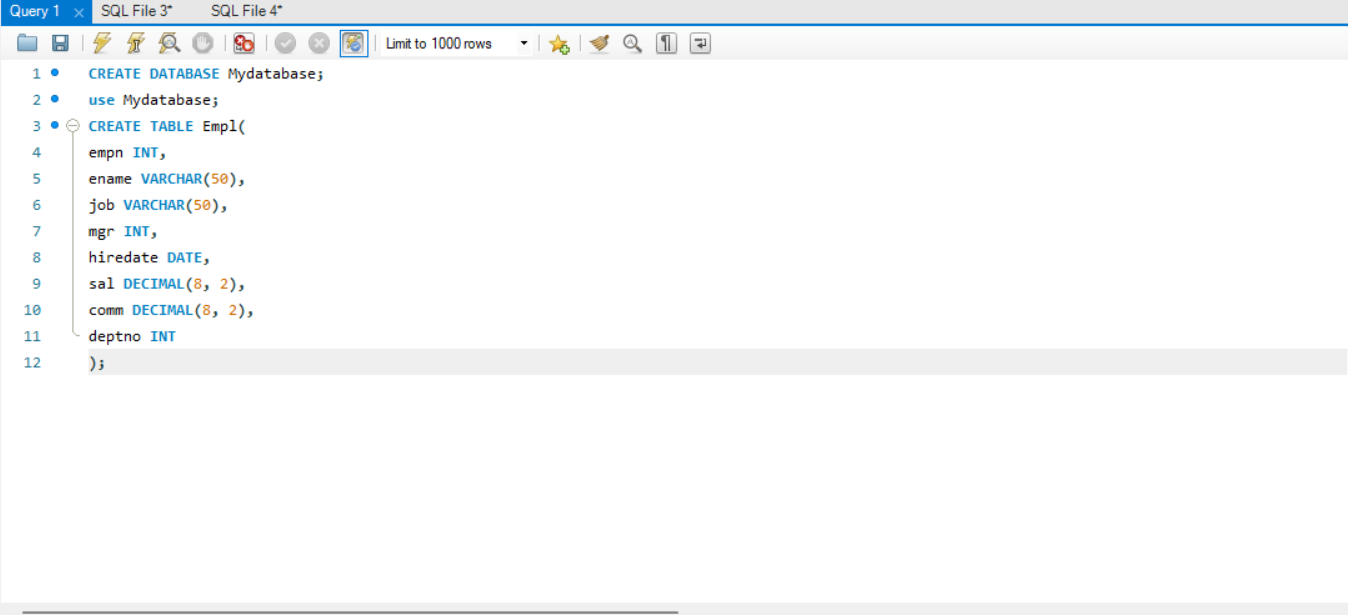 Query 1 × SQL File 3* SQL File 4*
Limit to 1000 rows
1 CREATE DATABASE Mydatabase;
2 use Mydatabase;
3 CREATE TABLE Empl(
4 empn INT,
5 ename VARCHAR(50),
6 job VARCHAR(50),
7 mgr INT,
8 hiredate DATE,
9 sal DECIMAL(8, 2),
10 comm DECIMAL(8, 2),
11 deptno INT
12 );